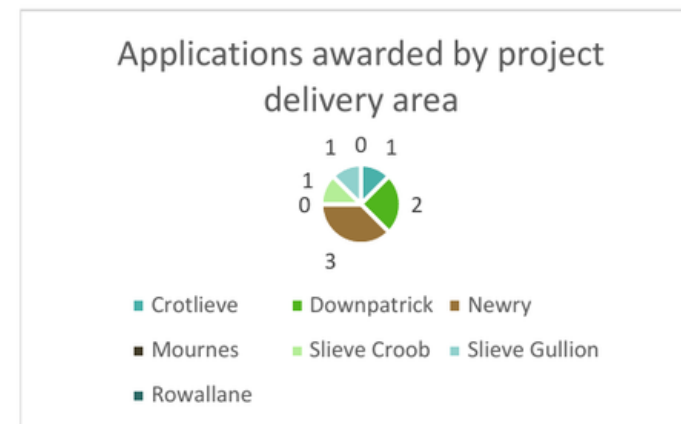 Applications awarded by project
delivery area
1 0 1
1
0 2
3
Crotlieve Downpatrick Newry
Mournes Slieve Croob Slieve Gullion
Rowallane